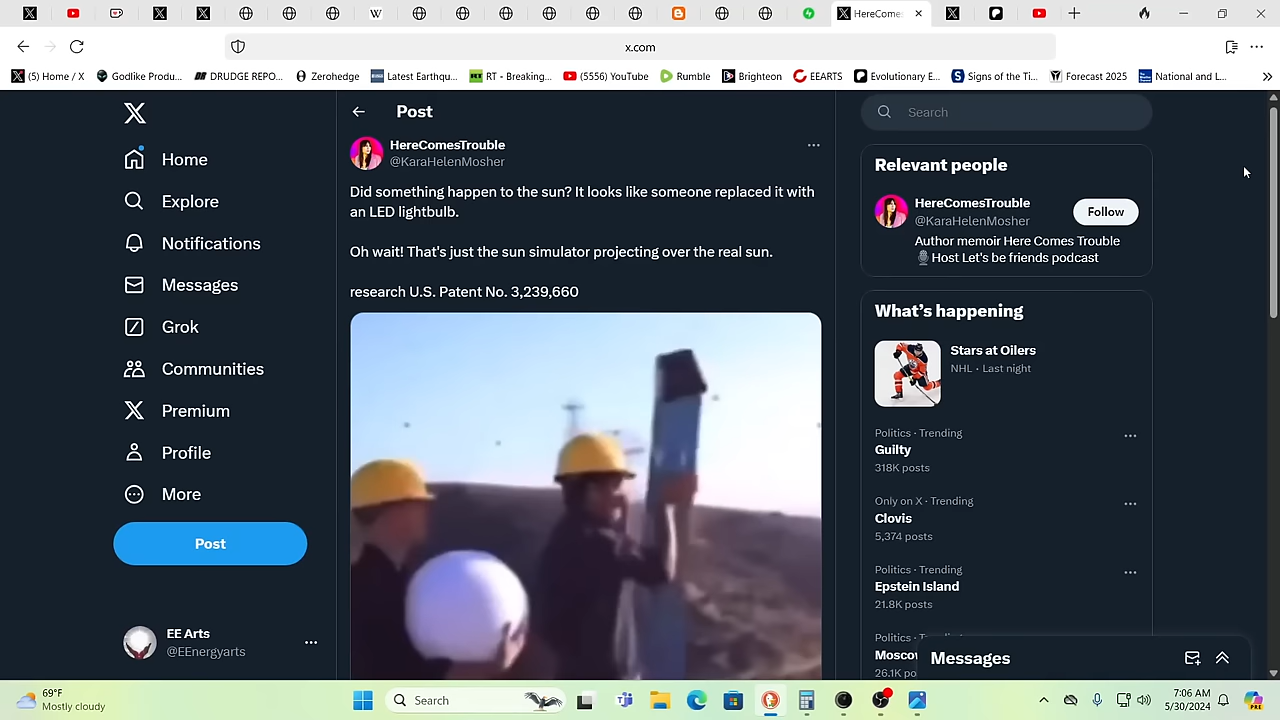 HereComes
x.com
(5) Home / X
Godlike Produ...
DRUDGE REPO...
Zerohedge
Latest Earthqu...
RT - Breaking...
(5556) YouTube
Rumble
Brighteon
EEARTS
Evolutionary E...
Signs of the Ti...
Forecast 2025
National and L...
Home
Explore
Notifications
Messages
Grok
Communities
Premium
Profile
More
Post
EE Arts
@EEnergyarts
Post
HereComesTrouble
@KaraHelenMosher
Did something happen to the sun? It looks like someone replaced it with
an LED lightbulb.
Oh wait! That's just the sun simulator projecting over the real sun.
research U.S. Patent No. 3,239,660
Search
Relevant people
HereComesTrouble
@KaraHelenMosher
Follow
Author memoir Here Comes Trouble
Host Let's be friends podcast
What's happening
Stars at Oilers
NHL · Last night
Politics · Trending
Guilty
318K posts
Only on X · Trending
Clovis
5,374 posts
Politics · Trending
Epstein Island
21.8K posts
Politics ·
26.1K po
Messages
69°F
Mostly cloudy
Search
7:06 AM
5/30/2024